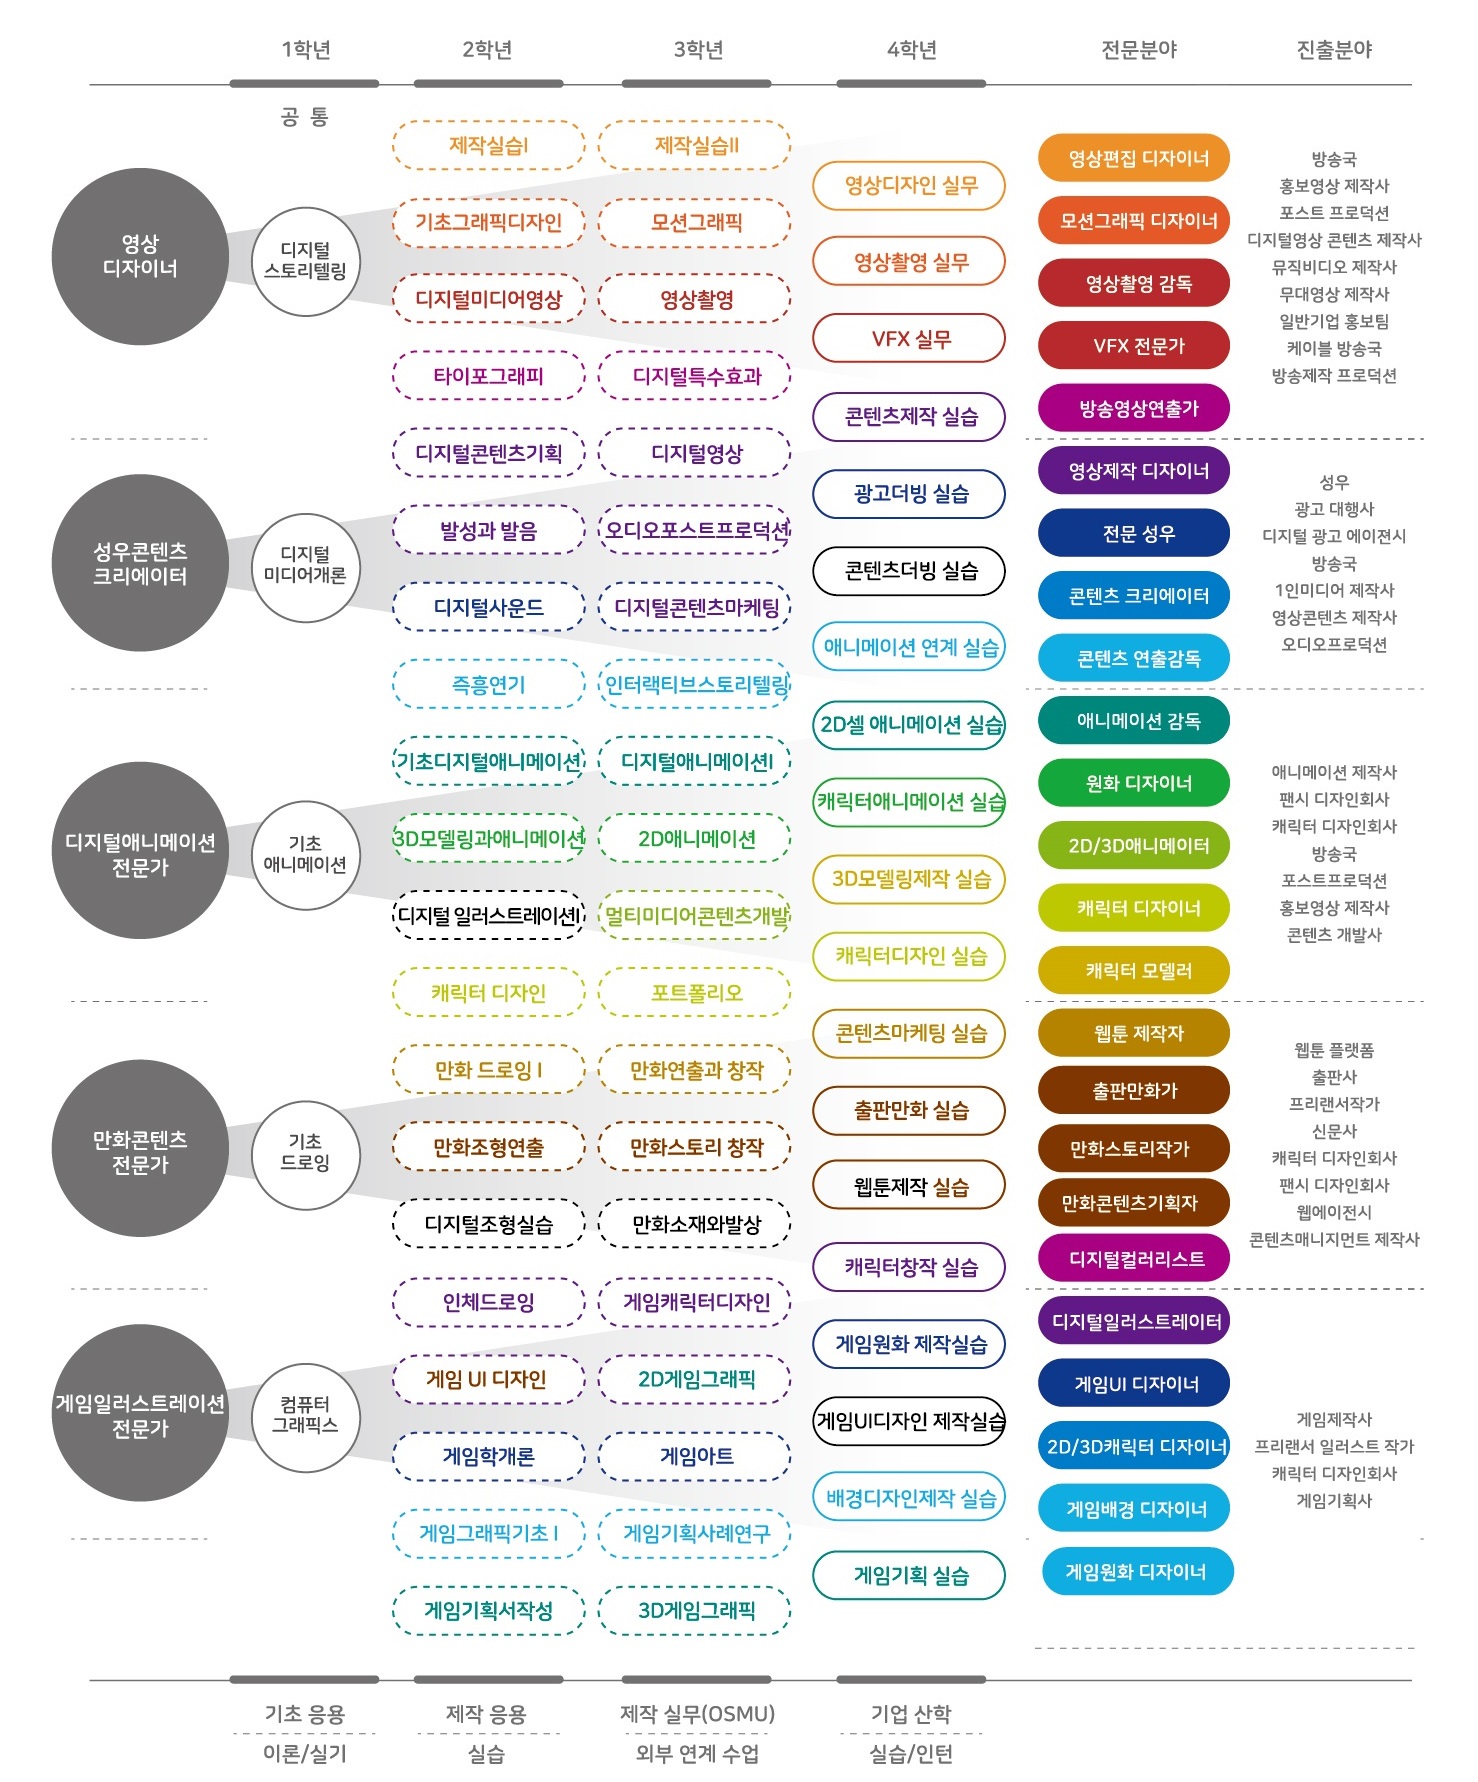 1학년
2학년
3학년
4학년
전문분야
진출분야
공 통
영상
디자이너
디지털
스토리텔링
제작실습I
기초그래픽디자인
디지털미디어영상
타이포그래피
제작실습II
모션그래픽
영상촬영
디지털특수효과
영상디자인 실무
영상촬영 실무
VFX 실무
콘텐츠제작 실습
영상편집 디자이너
모션그래픽 디자이너
영상촬영 감독
VFX 전문가
방송영상연출가
방송국
홍보영상 제작사
포스트 프로덕션
디지털영상 콘텐츠 제작사
뮤직비디오 제작사
무대영상 제작사
일반기업 홍보팀
케이블 방송국
방송제작 프로덕션
성우콘텐츠
크리에이터
디지털
미디어개론
디지털콘텐츠기획
발성과 발음
디지털사운드
즉흥연기
디지털영상
오디오포스트프로덕션
디지털콘텐츠마케팅
인터랙티브스토리텔링
광고더빙 실습
콘텐츠더빙 실습
애니메이션 연계 실습
영상제작 디자이너
전문 성우
콘텐츠 크리에이터
콘텐츠 연출감독
성우
광고 대행사
디지털 광고 에이젼시
방송국
1인미디어 제작사
영상콘텐츠 제작사
오디오프로덕션
디지털애니메이션
전문가
기초
애니메이션
기초디지털애니메이션
3D모델링과애니메이션
디지털 일러스트레이션I
캐릭터 디자인
디지털애니메이션I
2D애니메이션
멀티미디어콘텐츠개발
포트폴리오
2D셀 애니메이션 실습
캐릭터애니메이션 실습
3D모델링제작 실습
캐릭터디자인 실습
애니메이션 감독
원화 디자이너
2D/3D애니메이터
캐릭터 디자이너
캐릭터 모델러
애니메이션 제작사
팬시 디자인회사
캐릭터 디자인회사
방송국
포스트프로덕션
홍보영상 제작사
콘텐츠 개발사
만화콘텐츠
전문가
기초
드로잉
만화 드로잉 I
만화조형연출
디지털조형실습
인체드로잉
만화연출과 창작
만화스토리 창작
만화소재와발상
게임캐릭터디자인
콘텐츠마케팅 실습
출판만화 실습
웹툰제작 실습
캐릭터창작 실습
웹툰 제작자
출판만화가
만화스토리작가
만화콘텐츠기획자
디지털컬러리스트
웹툰 플랫폼
출판사
프리랜서작가
신문사
캐릭터 디자인회사
팬시 디자인회사
웹에이전시
콘텐츠매니지먼트 제작사
게임일러스트레이션
전문가
컴퓨터
그래픽스
게임 UI 디자인
게임학개론
게임그래픽기초 I
게임기획서작성
2D게임그래픽
게임아트
게임기획사례연구
3D게임그래픽
게임원화 제작실습
게임UI디자인 제작실습
배경디자인제작 실습
게임기획 실습
디지털일러스트레이터
게임UI 디자이너
2D/3D캐릭터 디자이너
게임배경 디자이너
게임원화 디자이너
게임제작사
프리랜서 일러스트 작가
캐릭터 디자인회사
게임기획사
기초 응용
이론/실기
제작 응용
실습
제작 실무(OSMU)
외부 연계 수업
기업 산학
실습/인턴